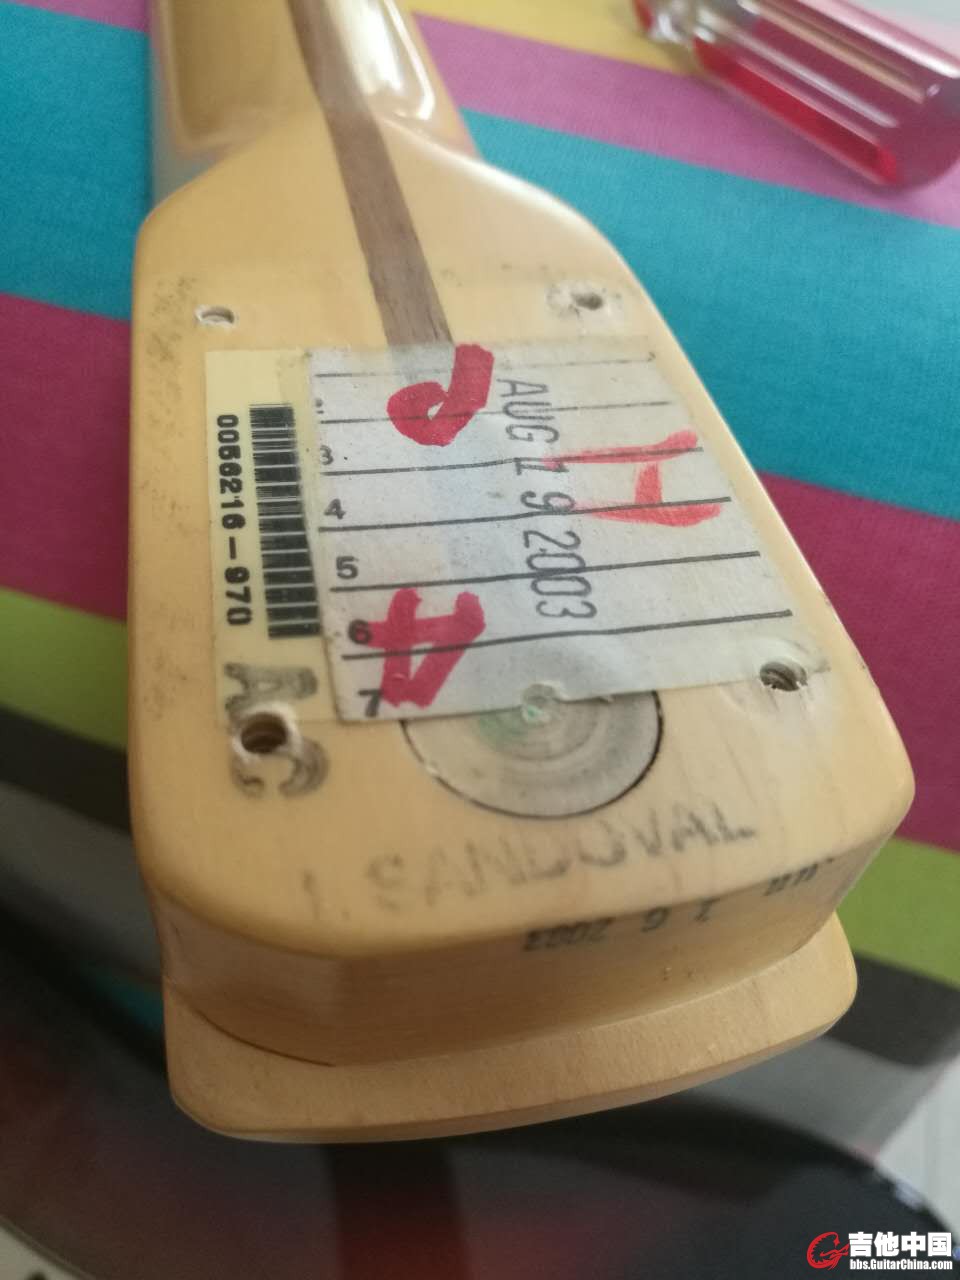 0056216-970
AC
3
4
5
6
7
AUG 19 2003
SANDOVAL
2003
吉他中国
bbs.GuitarChina.com